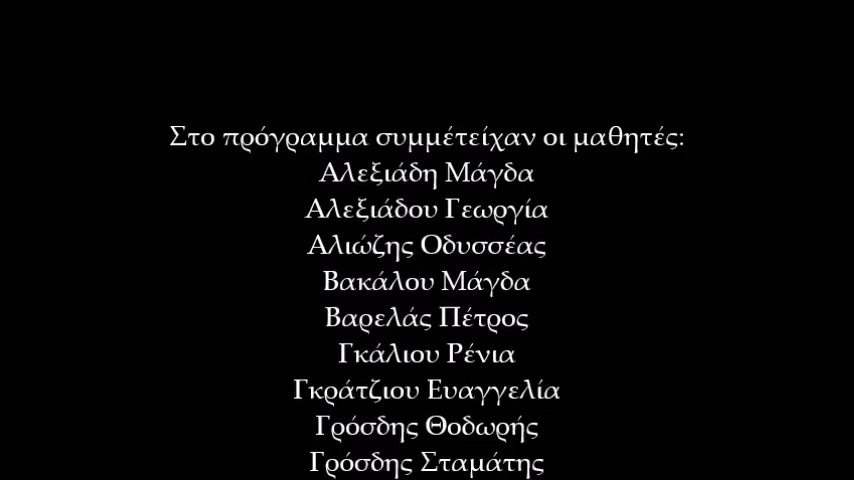 Στο πρόγραμμα συμμέτείχαν οι μαθητές:
Αλεξιάδη Μάγδα
Αλεξιάδου Γεωργία
Αλιώζης Οδυσσέας
Βακάλου Μάγδα
Βαρελάς Πέτρος
Γκάλιου Ρένια
Γκράτζιου Ευαγγελία
Γρόσδης Θοδωρής
Γρόσδης Σταμάτης